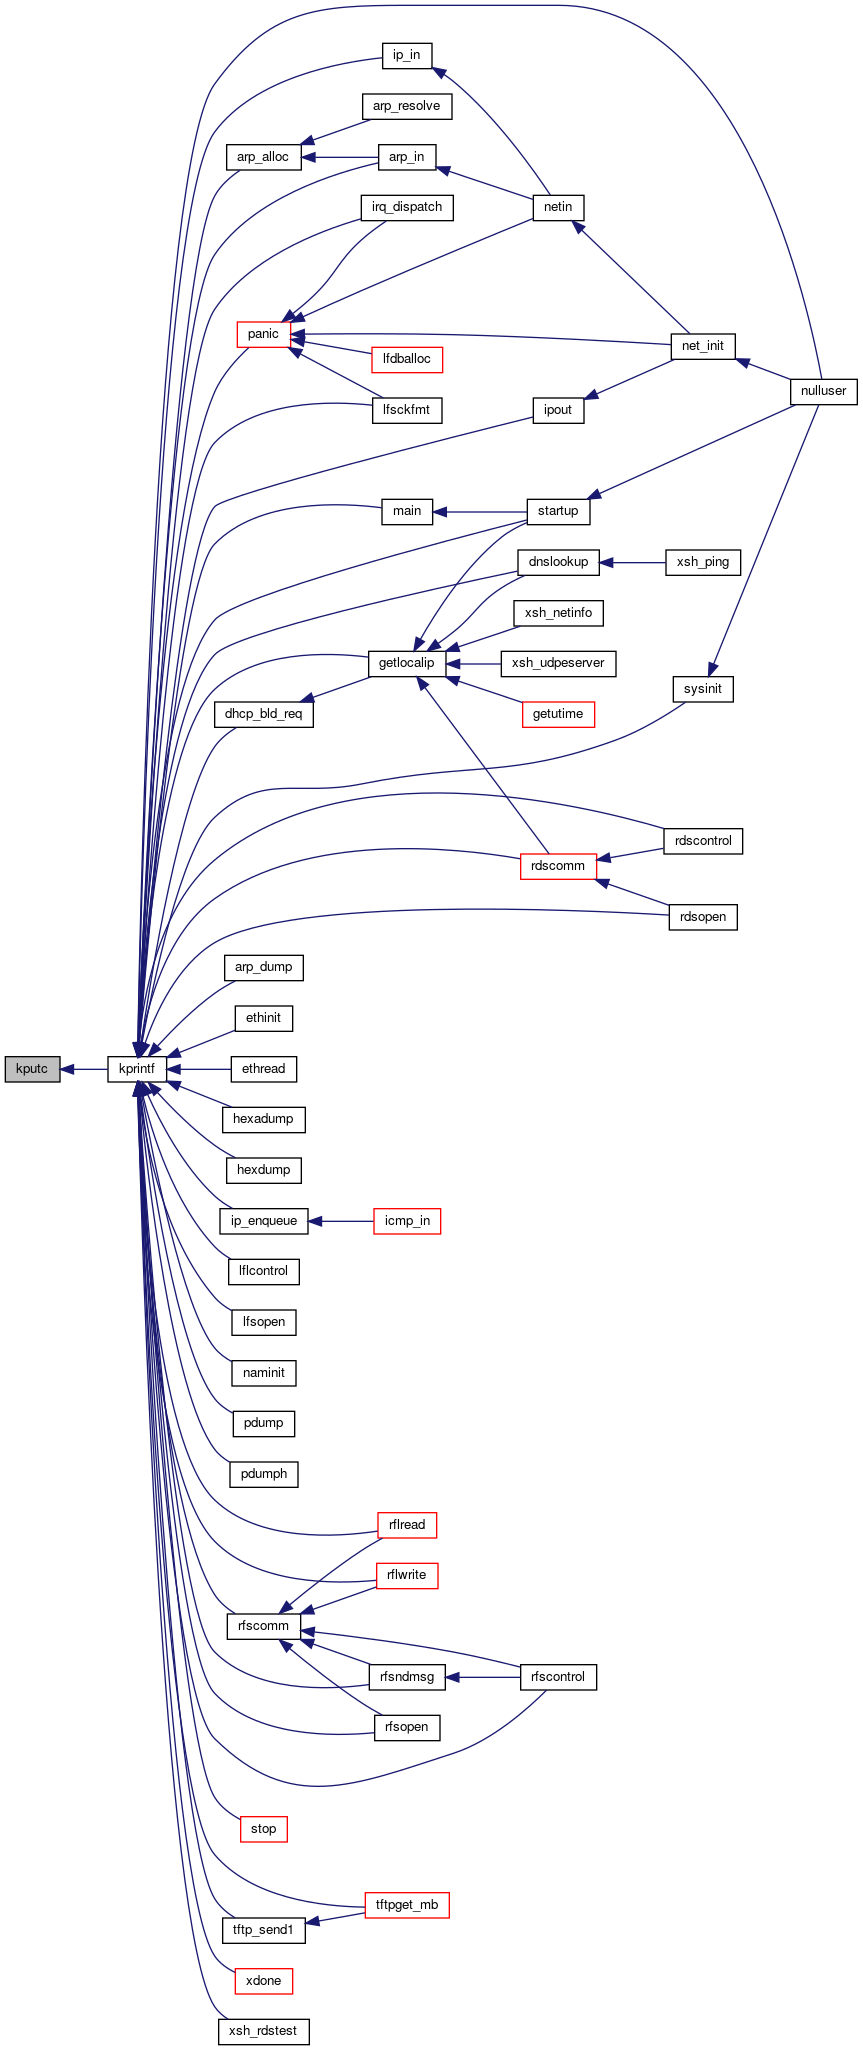 ip_in
arp_resolve
arp_alloc
arp_in
irq_dispatch
netin
panic
net_init
lfdballoc
nulluser
lfsckfmt
ipout
main
startup
dnslookup
xsh_ping
xsh_netinfo
getlocalip
xsh_udpeserver
sysinit
dhcp_bld_req
getutime
rdscontrol
rdscomm
rdsopen
arp_dump
ethinit
kputc
kprintf
ethread
hexadump
hexdump
ip_enqueue
icmp_in
lflcontrol
lfsopen
naminit
pdump
pdumph
rflread
rflwrite
rfscomm
rfsndmsg
rfscontrol
rfsopen
stop
tftpget_mb
tftp_send1
xdone
xsh_rdstest